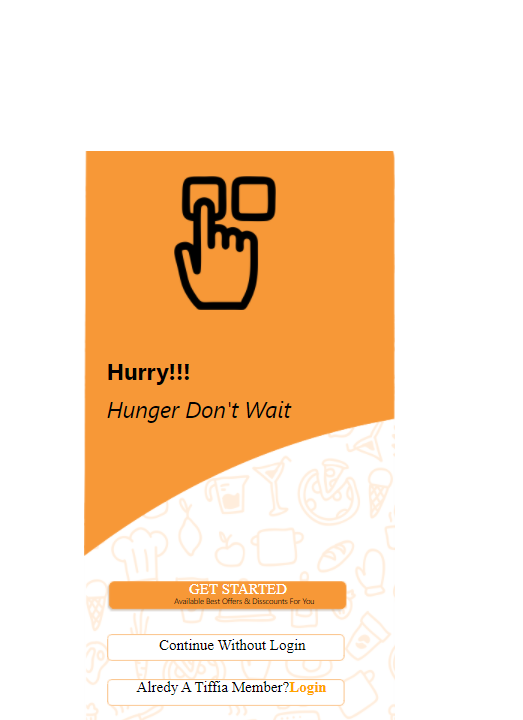 Hurry!!!
Hunger Don't Wait
GET STARTED
Available Best Offers & Disscounts For You
Continue Without Login
Alredy A Tiffia Member?Login